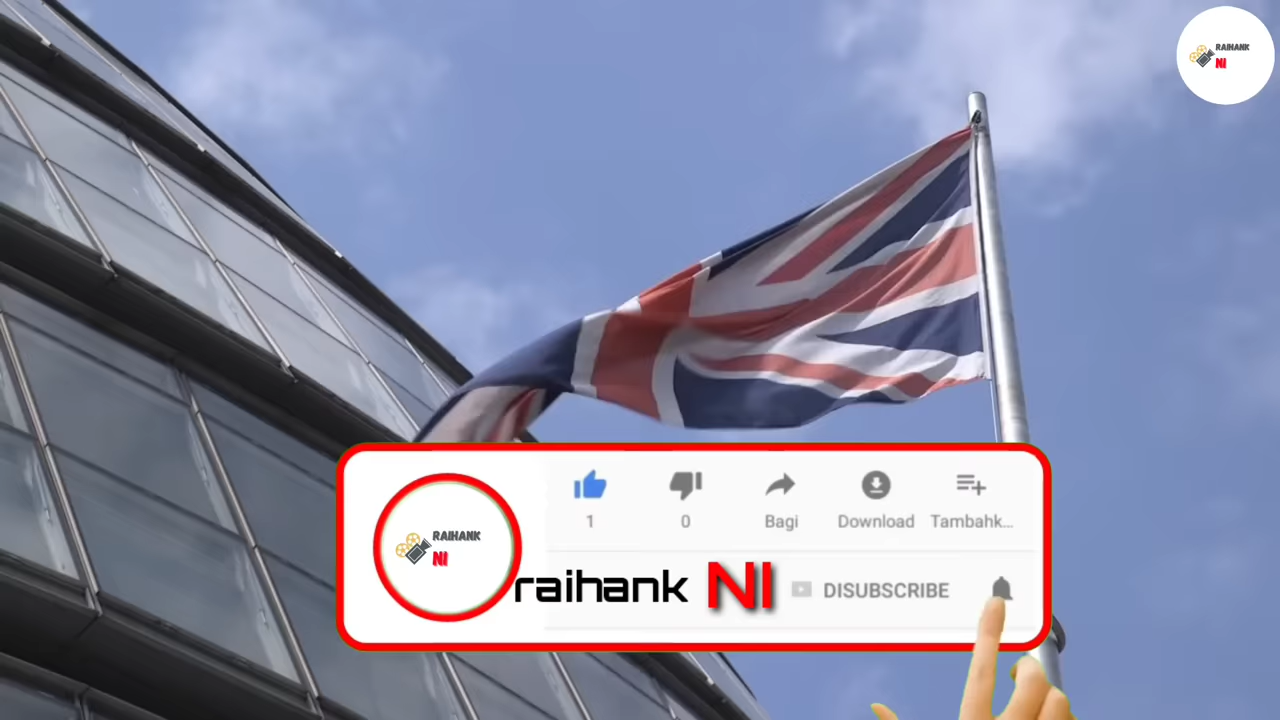 RAIHANK
NI
1
0
Bagi
Download
Tambahk...
RAIHANK
NI
raihank NI
DISUBSCRIBE